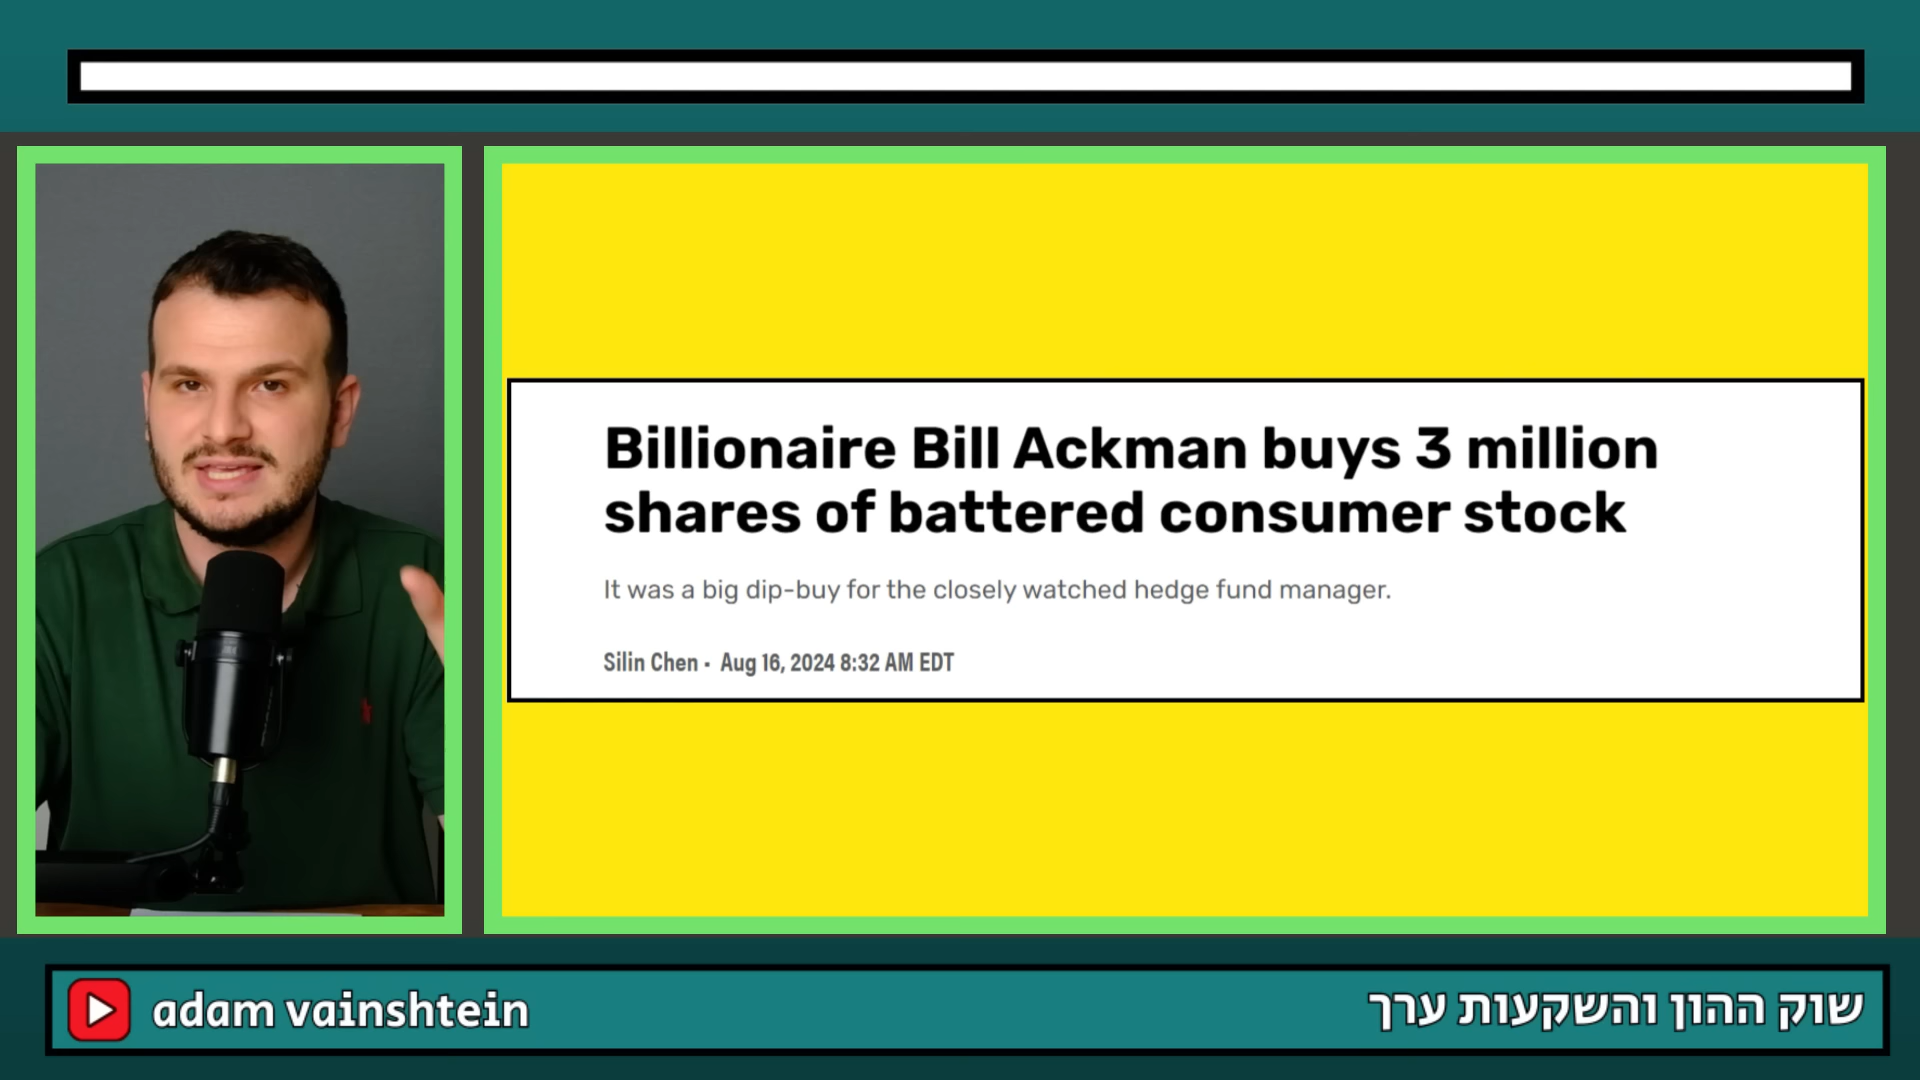 Billionaire Bill Ackman buys 3 million
shares of battered consumer stock
It was a big dip-buy for the closely watched hedge fund manager.
Silin Chen • Aug 16, 2024 8:32 AM EDT
adam vainshtein
שוק ההון והשקעות ערך